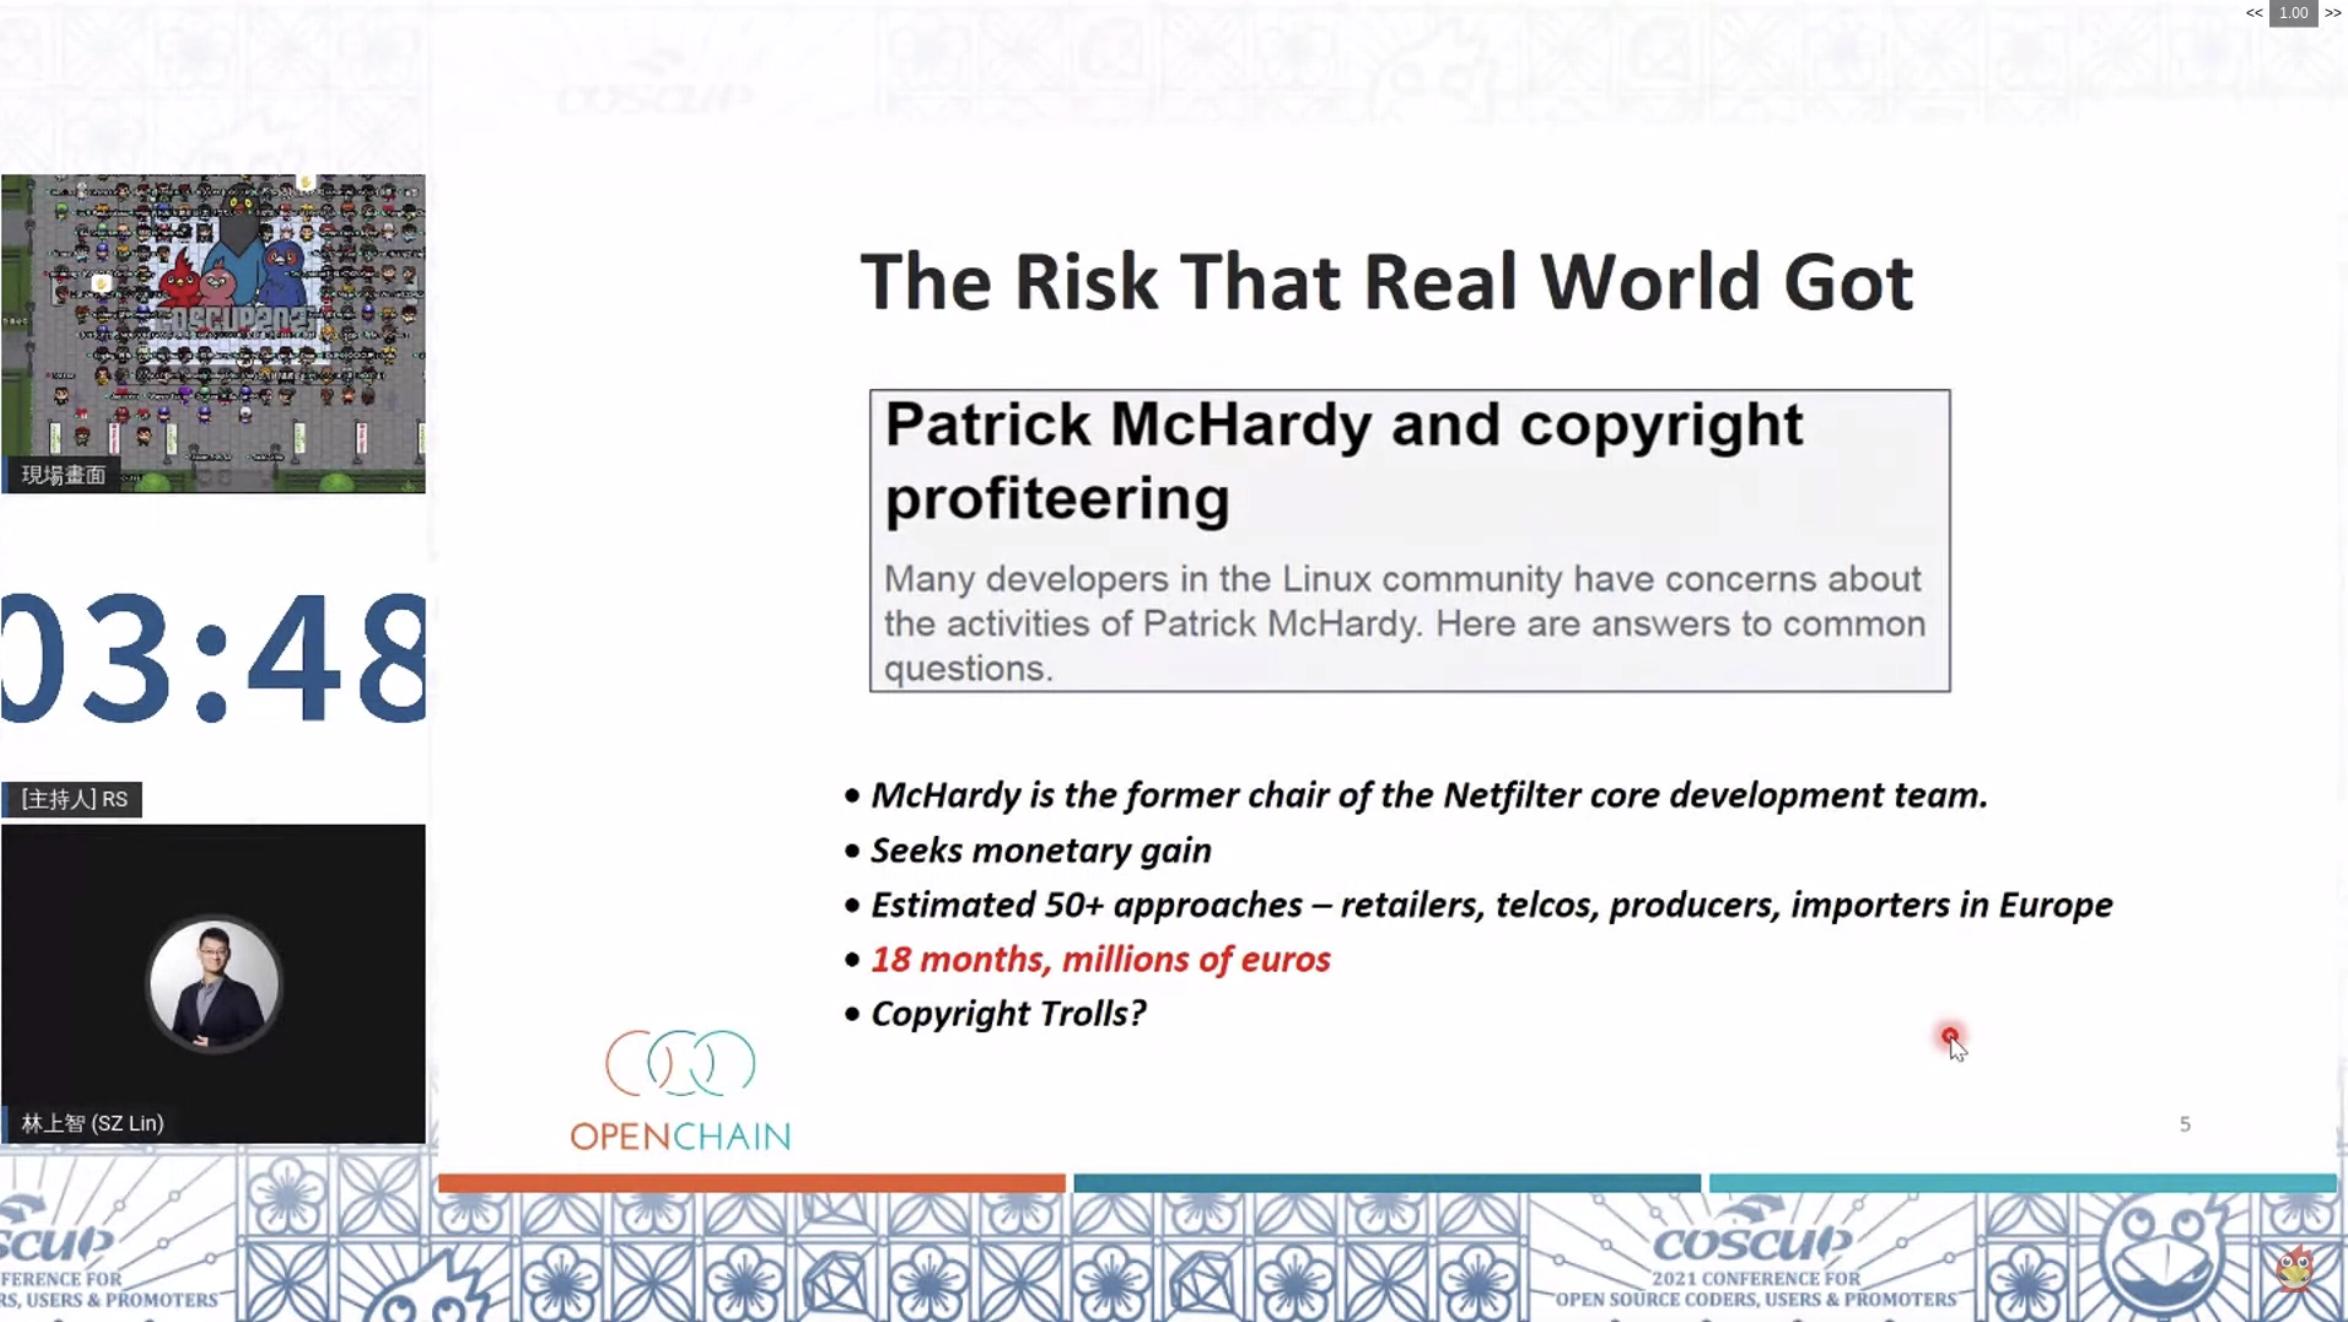 << 1.00 >>
COSCUP
COSCUP202
現場畫面
03:48
[主持人] RS
林上智 (SZ Lin)
The Risk That Real World Got
Patrick McHardy and copyright
profiteering
Many developers in the Linux community have concerns about
the activities of Patrick McHardy. Here are answers to common
questions.
• McHardy is the former chair of the Netfilter core development team.
• Seeks monetary gain
• Estimated 50+ approaches – retailers, telcos, producers, importers in Europe
• 18 months, millions of euros
• Copyright Trolls?
OPENCHAIN
5
SCUP
FERENCE FOR
RS, USERS & PROMOTERS
COSCUP
2021 CONFERENCE FOR
OPEN SOURCE CODERS, USERS & PROMOTERS